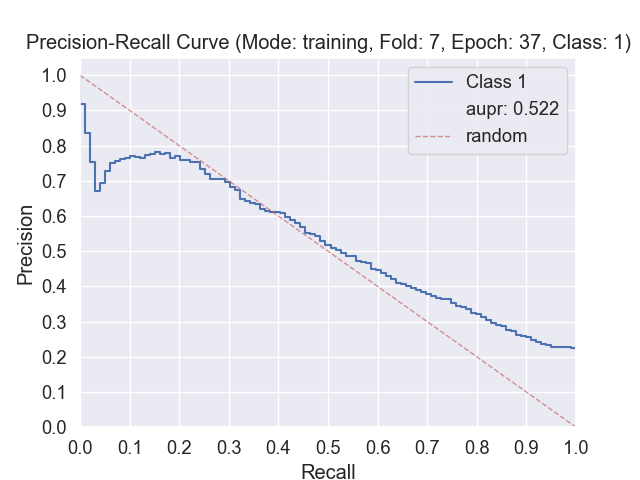 Precision-Recall Curve (Mode: training, Fold: 7, Epoch: 37, Class: 1)
1.0
0.9
0.8
0.7
0.6
0.5
0.4
0.3
0.2
0.1
0.0
Precision
Class 1
aupr: 0.522
random
0.0 0.1 0.2 0.3 0.4 0.5 0.6 0.7 0.8 0.9 1.0
Recall